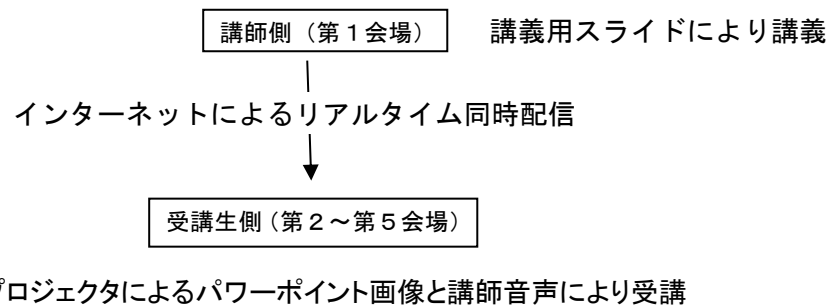 講師側（第１会場） 講義用スライドにより講義
インターネットによるリアルタイム同時配信
受講生側（第２～第５会場）
プロジェクタによるパワーポイント画像と講師音声により受講